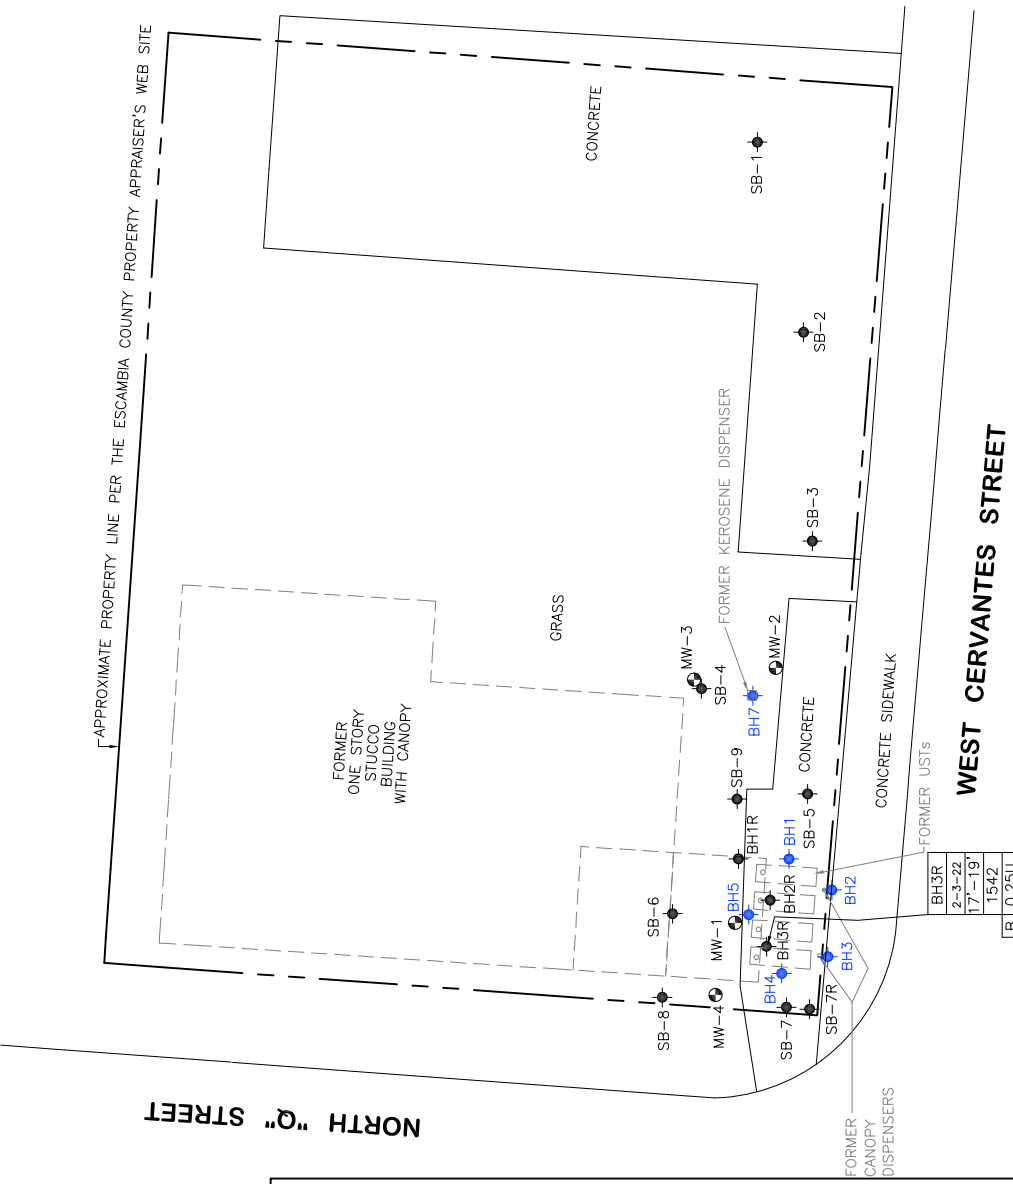 APPROXIMATE PROPERTY LINE PER THE ESCAMBIA COUNTY PROPERTY APPRAISER'S WEB SITE
CONCRETE
SB-1
SB-2
SB-3
FORMER KEROSENE DISPENSER
GRASS
FORMER
ONE STORY
STUCCO
BUILDING
WITH CANOPY
MW-3
SB-4
MW-2
BH7
CONCRETE
SB-9
SB-5
BH1R
BH1
BH2R
BH5
BH2
SB-6
MW-1
BH3R
BH3
BH4
SB-8
MW-4
SB-7
SB-7R
CONCRETE SIDEWALK
FORMER USTs
WEST CERVANTES STREET
NORTH "Q" STREET
FORMER
CANOPY
DISPENSERS
BH3R
2-3-22
17'-19'
1542